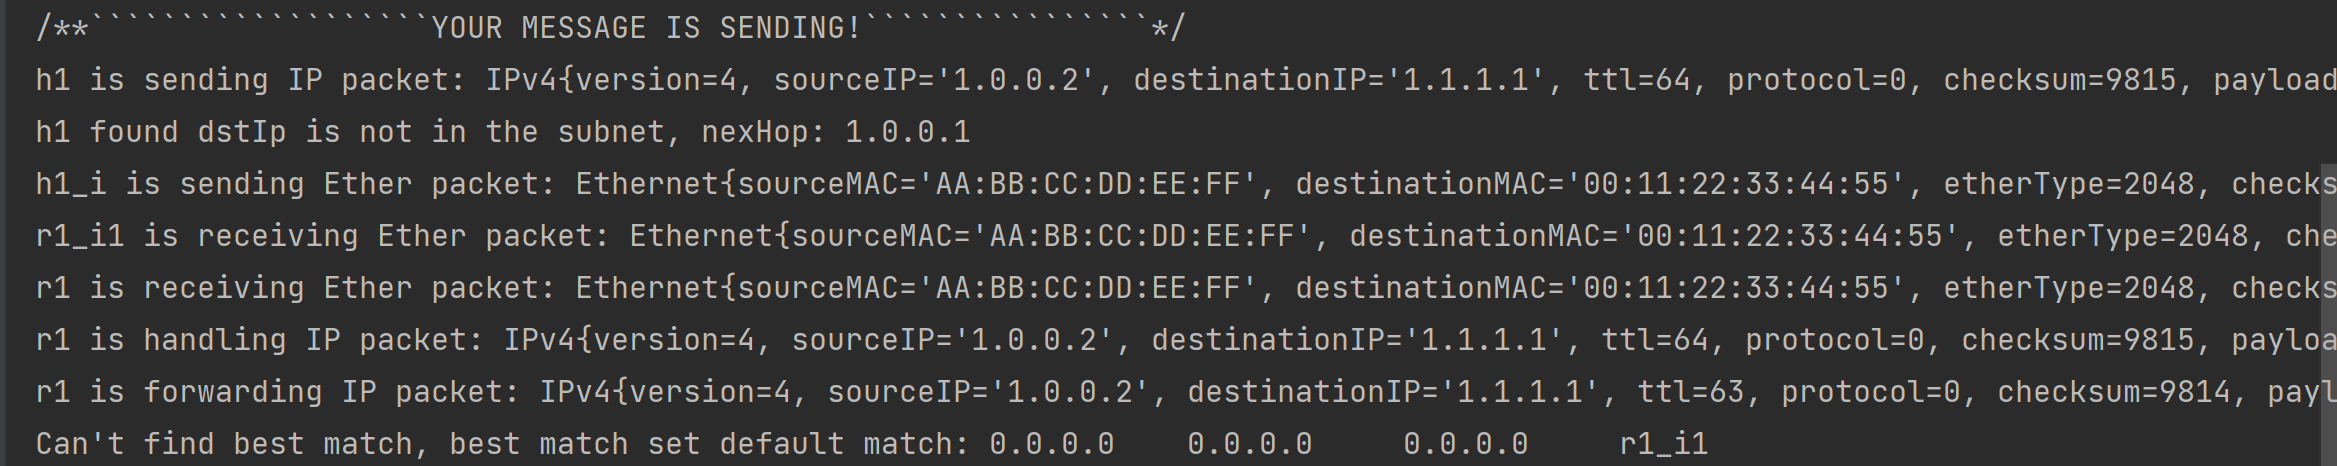 /**```````````````````YOUR MESSAGE IS SENDING!````````````````*/
h1 is sending IP packet: IPv4{version=4, sourceIP='1.0.0.2', destinationIP='1.1.1.1', ttl=64, protocol=0, checksum=9815, payload
h1 found dstIp is not in the subnet, nexHop: 1.0.0.1
h1_i is sending Ether packet: Ethernet{sourceMAC='AA:BB:CC:DD:EE:FF', destinationMAC='00:11:22:33:44:55', etherType=2048, checks
r1_i1 is receiving Ether packet: Ethernet{sourceMAC='AA:BB:CC:DD:EE:FF', destinationMAC='00:11:22:33:44:55', etherType=2048, che
r1 is receiving Ether packet: Ethernet{sourceMAC='AA:BB:CC:DD:EE:FF', destinationMAC='00:11:22:33:44:55', etherType=2048, checks
r1 is handling IP packet: IPv4{version=4, sourceIP='1.0.0.2', destinationIP='1.1.1.1', ttl=64, protocol=0, checksum=9815, payloa
r1 is forwarding IP packet: IPv4{version=4, sourceIP='1.0.0.2', destinationIP='1.1.1.1', ttl=63, protocol=0, checksum=9814, payl
Can't find best match, best match set default match: 0.0.0.0    0.0.0.0     0.0.0.0     r1_i1